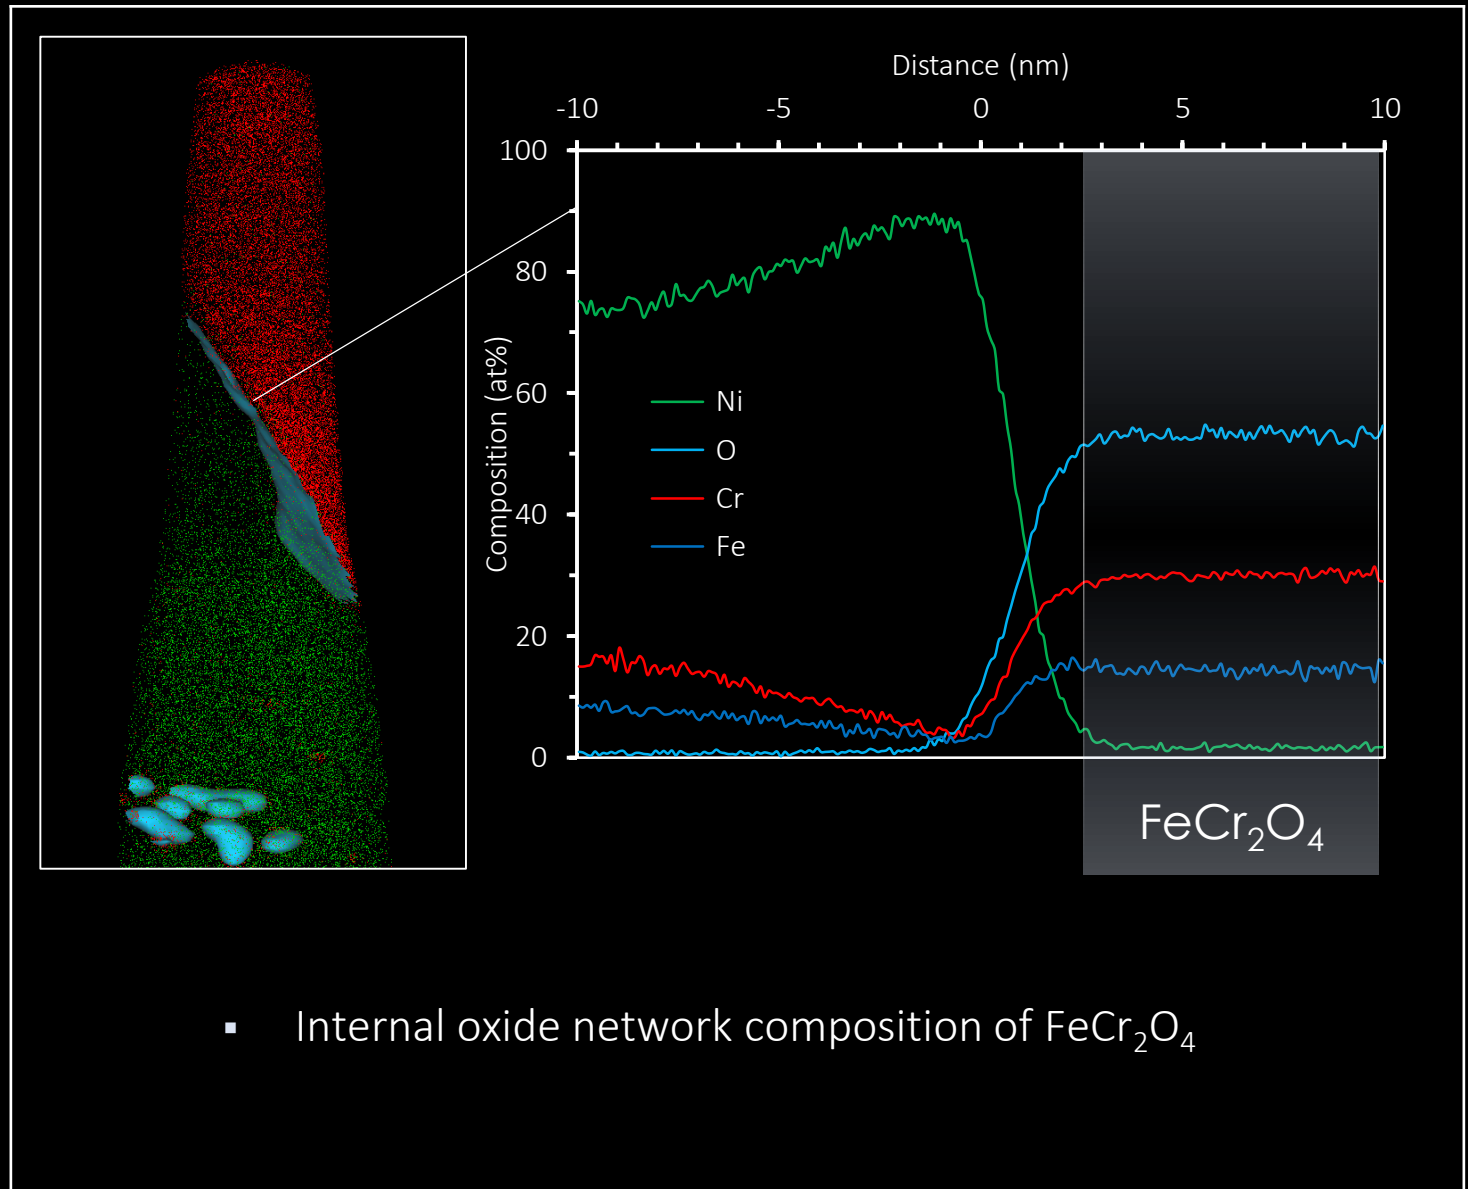 Distance (nm)
-10 -5 0 5 10
100
80
60
40
20
0
Composition (at%)
Ni
O
Cr
Fe
FeCr₂O₄
▪ Internal oxide network composition of FeCr₂O₄